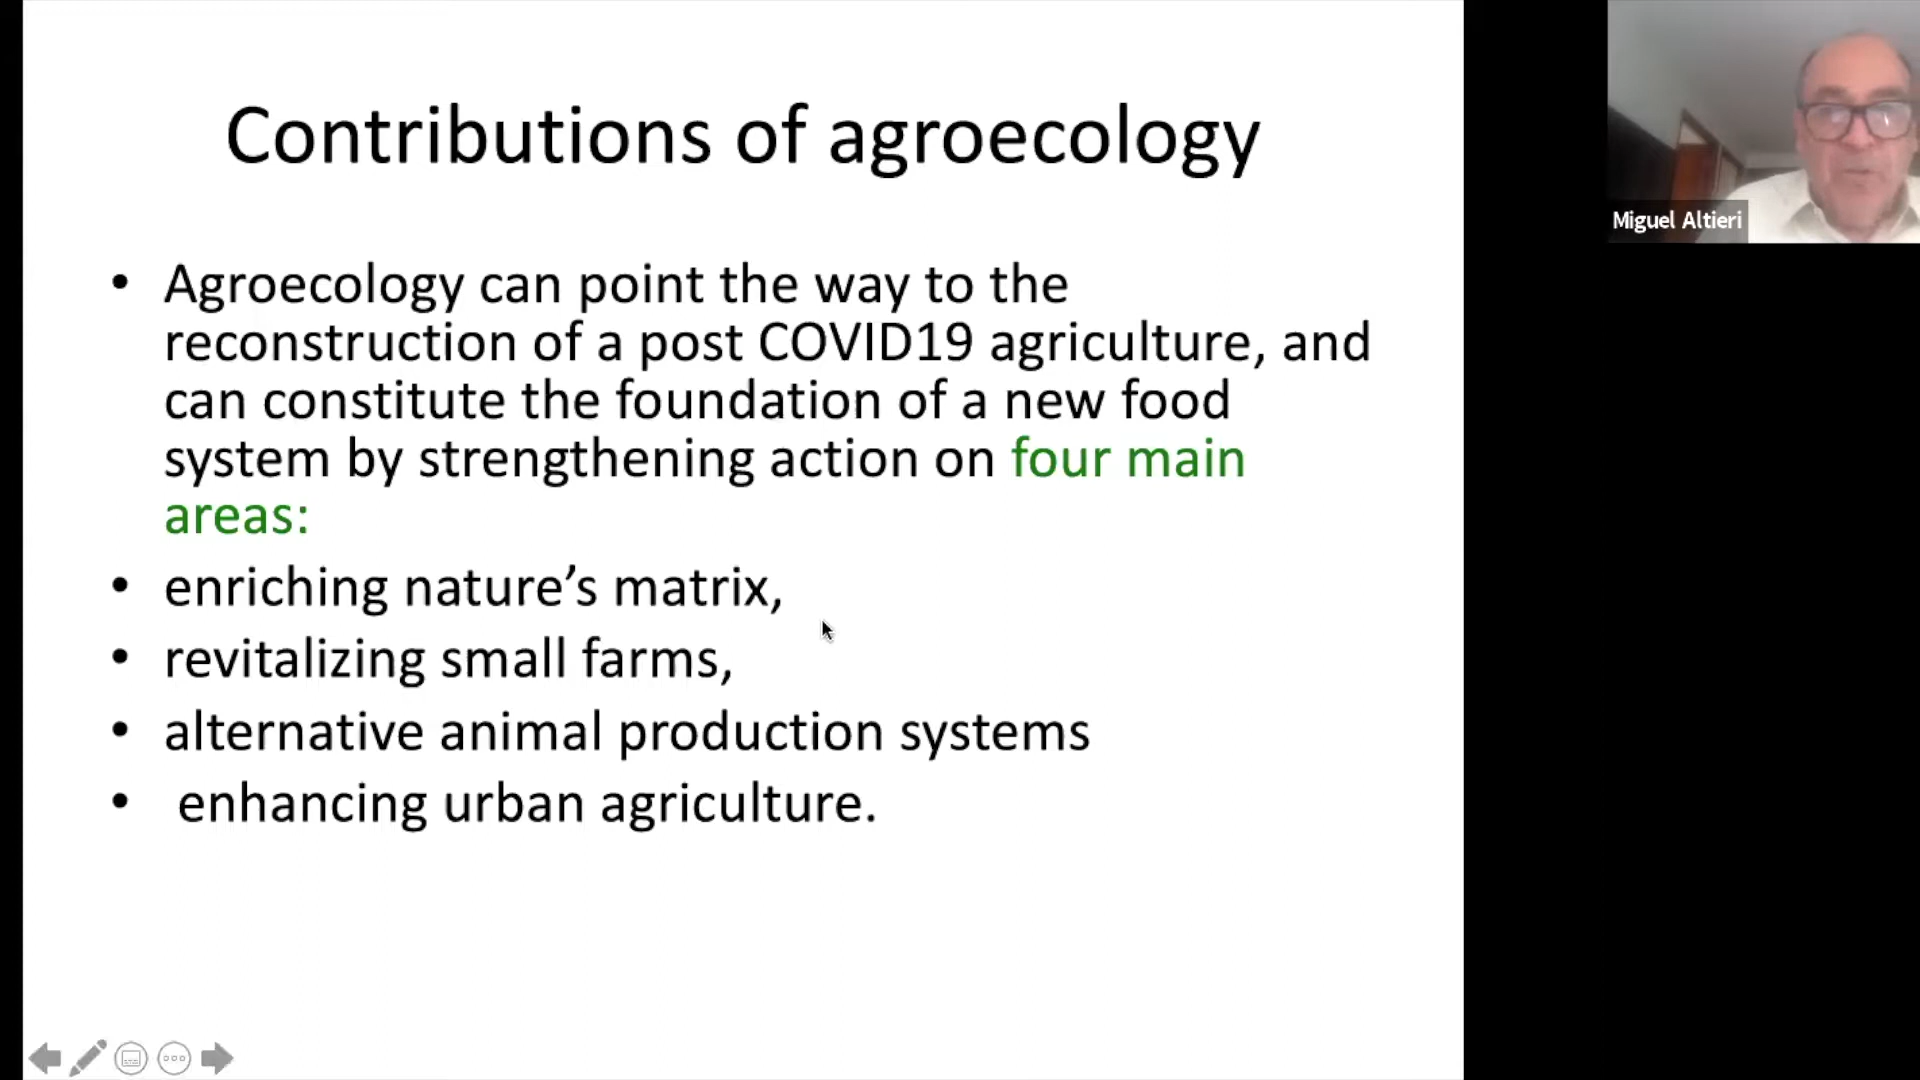 Contributions of agroecology
• Agroecology can point the way to the
reconstruction of a post COVID19 agriculture, and
can constitute the foundation of a new food
system by strengthening action on four main
areas:
• enriching nature’s matrix,
• revitalizing small farms,
• alternative animal production systems
• enhancing urban agriculture.
Miguel Altieri